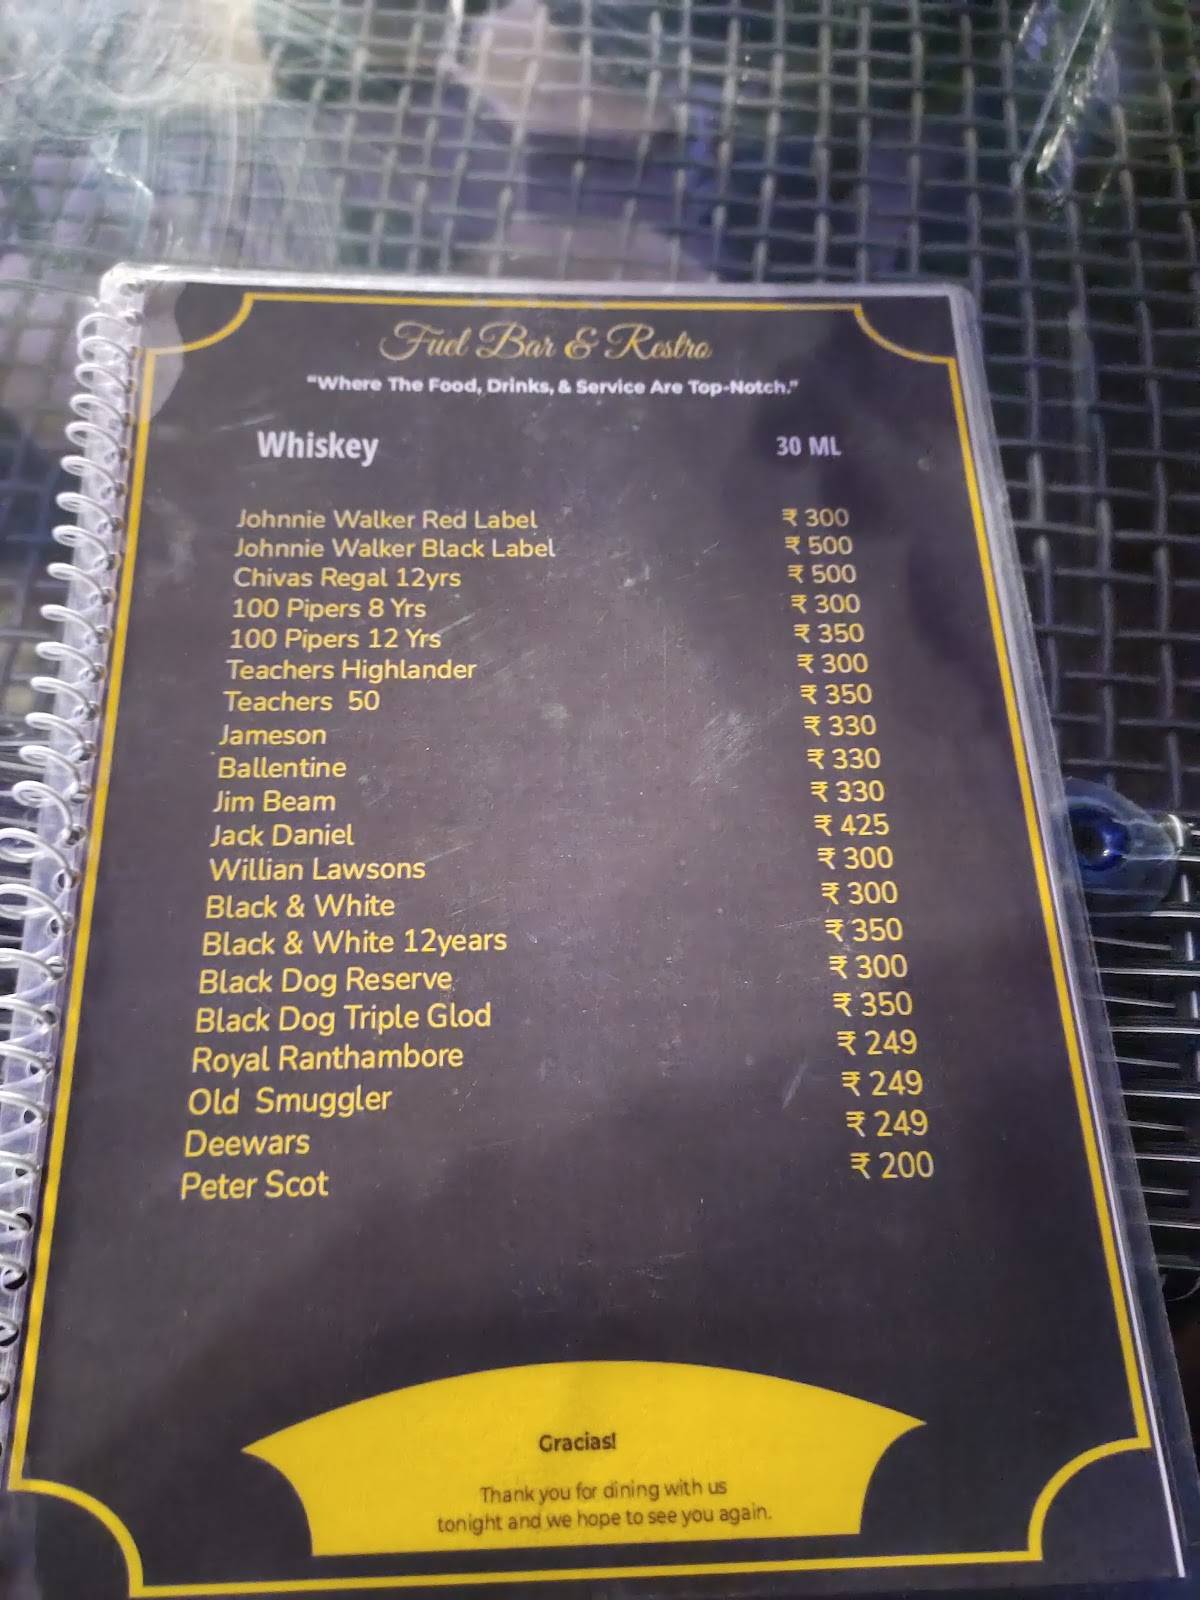 Fuel Bar & Restro
"Where The Food, Drinks, & Service Are Top-Notch."
Whiskey 30 ML
Johnnie Walker Red Label ₹ 300
Johnnie Walker Black Label ₹ 500
Chivas Regal 12yrs ₹ 500
100 Pipers 8 Yrs ₹ 300
100 Pipers 12 Yrs ₹ 350
Teachers Highlander ₹ 300
Teachers 50 ₹ 350
Jameson ₹ 330
Ballentine ₹ 330
Jim Beam ₹ 330
Jack Daniel ₹ 425
Willian Lawsons ₹ 300
Black & White ₹ 300
Black & White 12years ₹ 350
Black Dog Reserve ₹ 300
Black Dog Triple Glod ₹ 350
Royal Ranthambore ₹ 249
Old Smuggler ₹ 249
Deewars ₹ 249
Peter Scot ₹ 200
Gracias!
Thank you for dining with us
tonight and we hope to see you again.